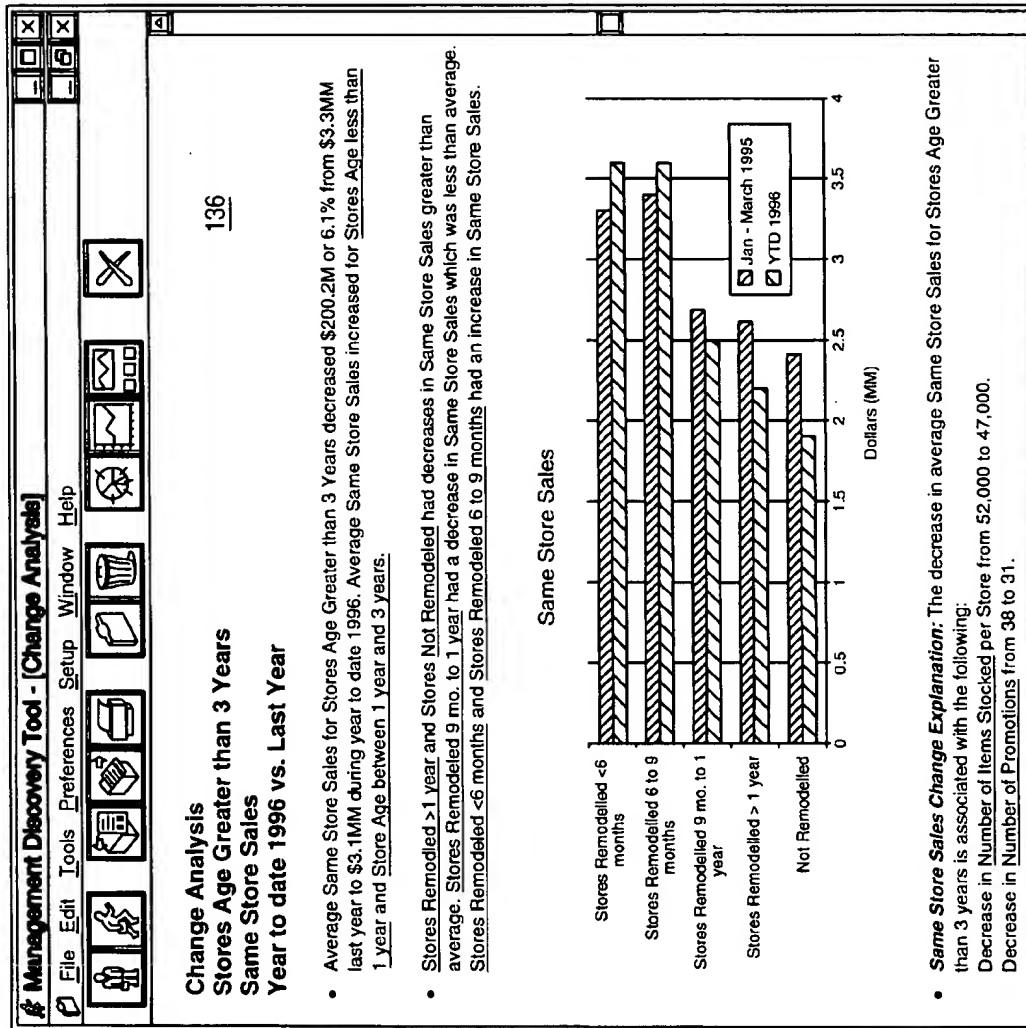 Management Discovery Tool - [Change Analysis]
File Edit Tools Preferences Setup Window Help
136
Change Analysis
Stores Age Greater than 3 Years
Same Store Sales
Year to date 1996 vs. Last Year
• Average Same Store Sales for Stores Age Greater than 3 Years decreased $200.2M or 6.1% from $3.3MM
last year to $3.1MM during year to date 1996. Average Same Store Sales increased for Stores Age less than
1 year and Store Age between 1 year and 3 years.
• Stores Remodled >1 year and Stores Not Remodeled had decreases in Same Store Sales greater than
average. Stores Remodeled 9 mo. to 1 year had a decrease in Same Store Sales which was less than average.
Stores Remodeled <6 months and Stores Remodeled 6 to 9 months had an increase in Same Store Sales.
Same Store Sales
Stores Remodelled <6
months
Stores Remodelled 6 to 9
months
Stores Remodelled 9 mo. to 1
year
Stores Remodelled > 1 year
Not Remodelled
Jan - March 1995
YTD 1996
0 0.5 1 1.5 2 2.5 3 3.5 4
Dollars (MM)
• Same Store Sales Change Explanation: The decrease in average Same Store Sales for Stores Age Greater
than 3 years is associated with the following:
Decrease in Number of Items Stocked per Store from 52,000 to 47,000.
Decrease in Number of Promotions from 38 to 31.